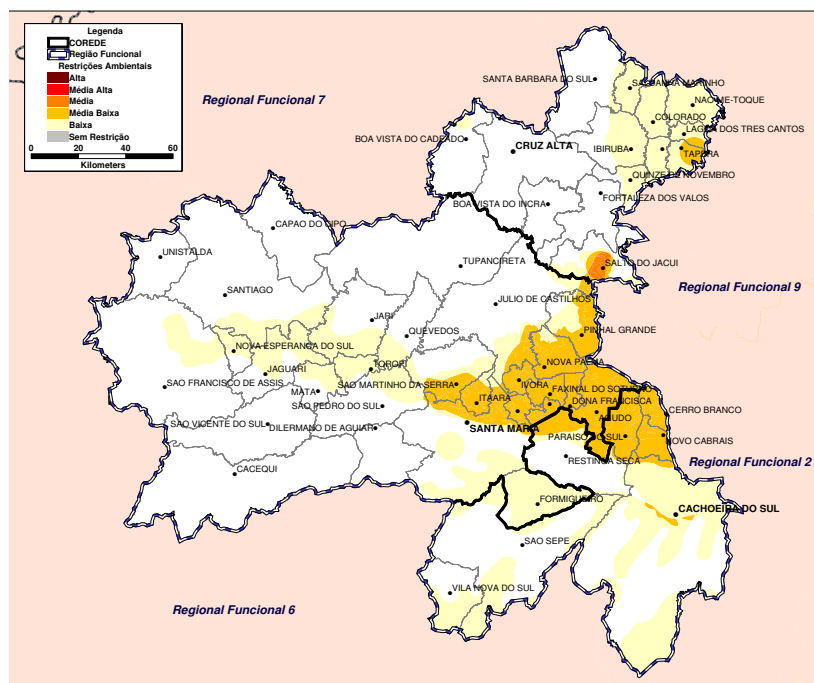 Legenda
COREDE
Região Funcional
Restrições Ambientais
Alta
Média Alta
Média
Média Baixa
Baixa
Sem Restrição
0 20 40 60
Kilometers
Regional Funcional 7
SANTA BARBARA DO SUL
SALDANHA MARINHO
NAO-ME-TOQUE
COLORADO
LAGOA DOS TRES CANTOS
BOA VISTA DO CADEADO
CRUZ ALTA
IBIRUBA
TAPERA
QUINZE DE NOVEMBRO
BOA VISTA DO INCRA
FORTALEZA DOS VALOS
CAPAO DO CIPO
UNISTALDA
TUPANCIRETA
SALTO DO JACUI
SANTIAGO
JULIO DE CASTILHOS
Regional Funcional 9
JARI
QUEVEDOS
PINHAL GRANDE
NOVA ESPERANCA DO SUL
TOROPI
NOVA PALMA
JAGUARI
SAO FRANCISCO DE ASSIS
MATA
SAO MARTINHO DA SERRA
IVORA
FAXINAL DO SOTURNO
ITAARA
DONA FRANCISCA
SAO PEDRO DO SUL
AGUDO
CERRO BRANCO
SAO VICENTE DO SUL
DILERMANO DE AGUIAR
SANTA MARIA
PARAISO DO SUL
NOVO CABRAIS
RESTINGA SECA
Regional Funcional 2
CACEQUI
FORMIGUEIRO
CACHOEIRA DO SUL
SAO SEPE
VILA NOVA DO SUL
Regional Funcional 6